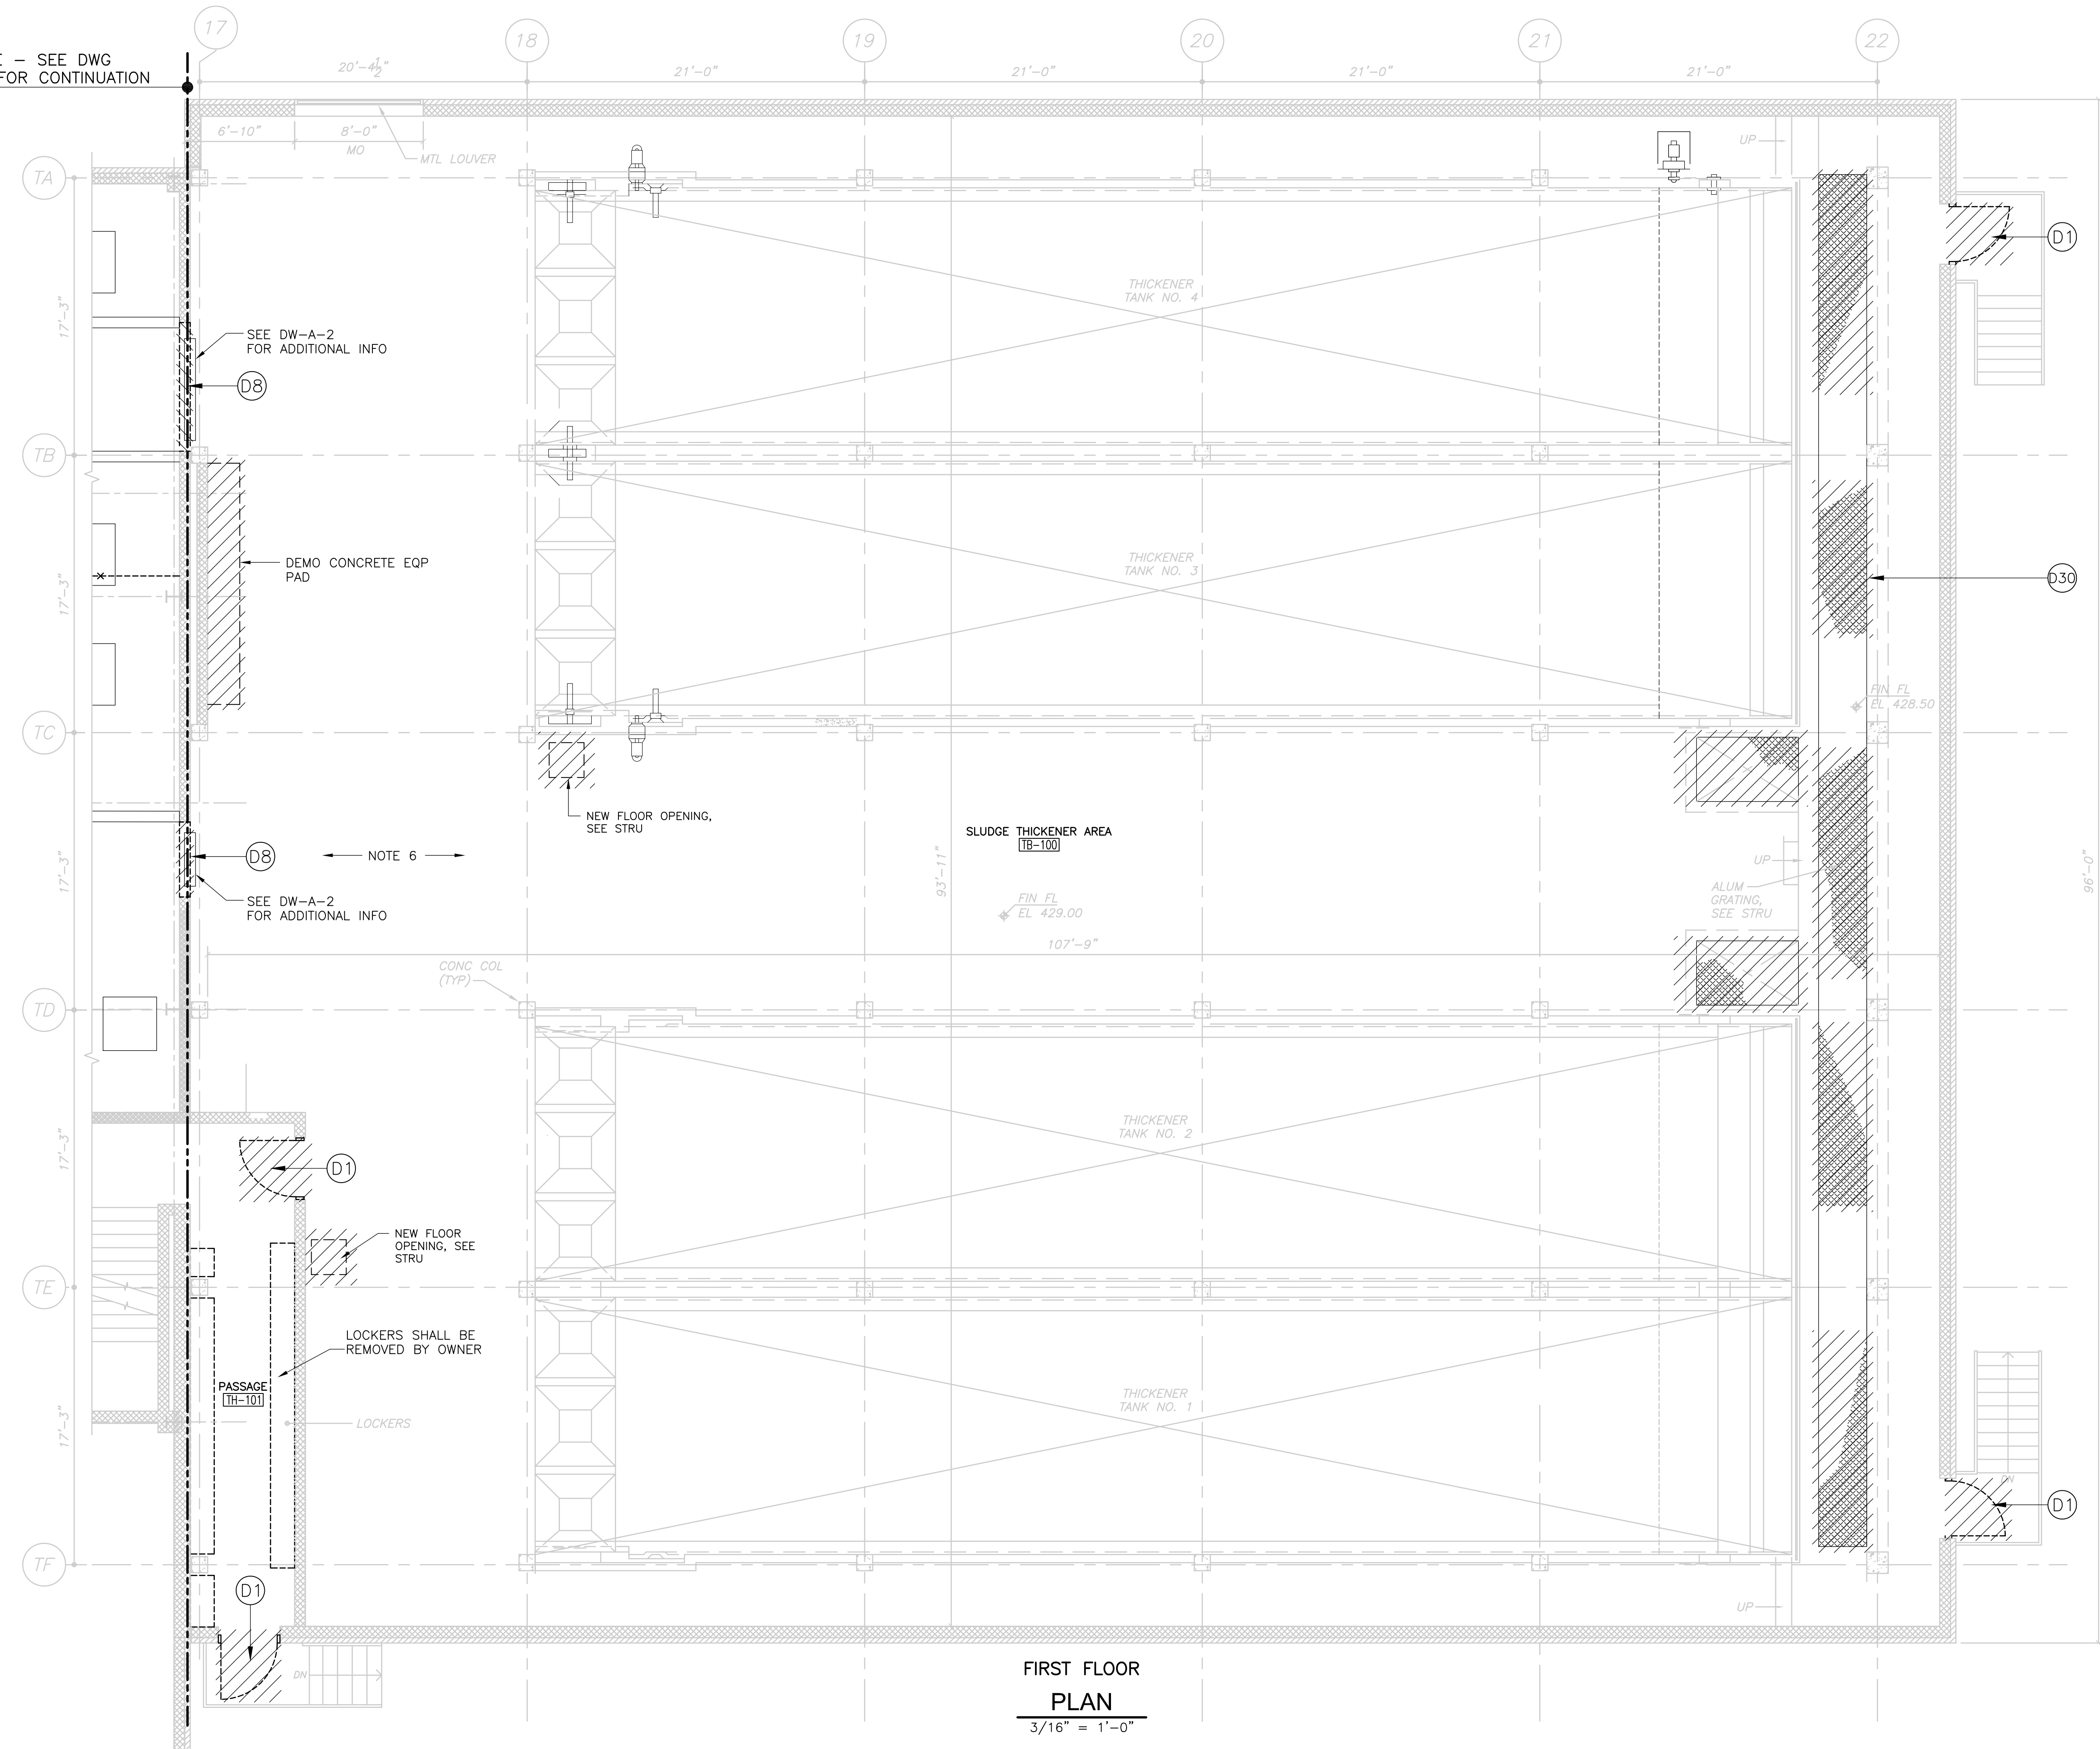 17
18
19
20
21
22
E – SEE DWG
FOR CONTINUATION
20'-4½"
21'-0"
21'-0"
21'-0"
21'-0"
6'-10"
8'-0"
MO
MTL LOUVER
UP
TA
D1
THICKENER
TANK NO. 4
17'-3"
SEE DW-A-2
FOR ADDITIONAL INFO
D8
TB
DEMO CONCRETE EQP
PAD
THICKENER
TANK NO. 3
17'-3"
D30
FIN FL
EL 428.50
TC
NEW FLOOR OPENING,
SEE STRU
SLUDGE THICKENER AREA
TB-100
D8
NOTE 6
17'-3"
93'-11"
UP
96'-0"
SEE DW-A-2
FOR ADDITIONAL INFO
FIN FL
EL 429.00
ALUM
GRATING,
SEE STRU
107'-9"
CONC COL
(TYP)
TD
THICKENER
TANK NO. 2
17'-3"
D1
NEW FLOOR
OPENING, SEE
STRU
TE
LOCKERS SHALL BE
REMOVED BY OWNER
PASSAGE
TH-101
LOCKERS
17'-3"
THICKENER
TANK NO. 1
DN
D1
TF
D1
UP
DN
FIRST FLOOR
PLAN
3/16" = 1'-0"